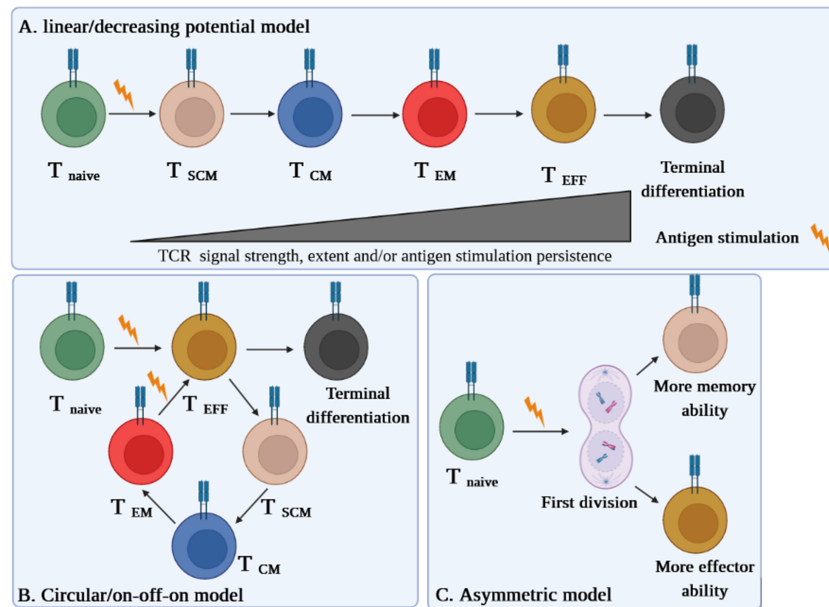 A. linear/decreasing potential model
T naive
T SCM
T CM
T EM
T EFF
Terminal
differentiation
Antigen stimulation
TCR signal strength, extent and/or antigen stimulation persistence
T naive
T EFF
Terminal
differentiation
T EM
T SCM
T CM
B. Circular/on-off-on model
More memory
ability
T naive
First division
More effector
ability
C. Asymmetric model